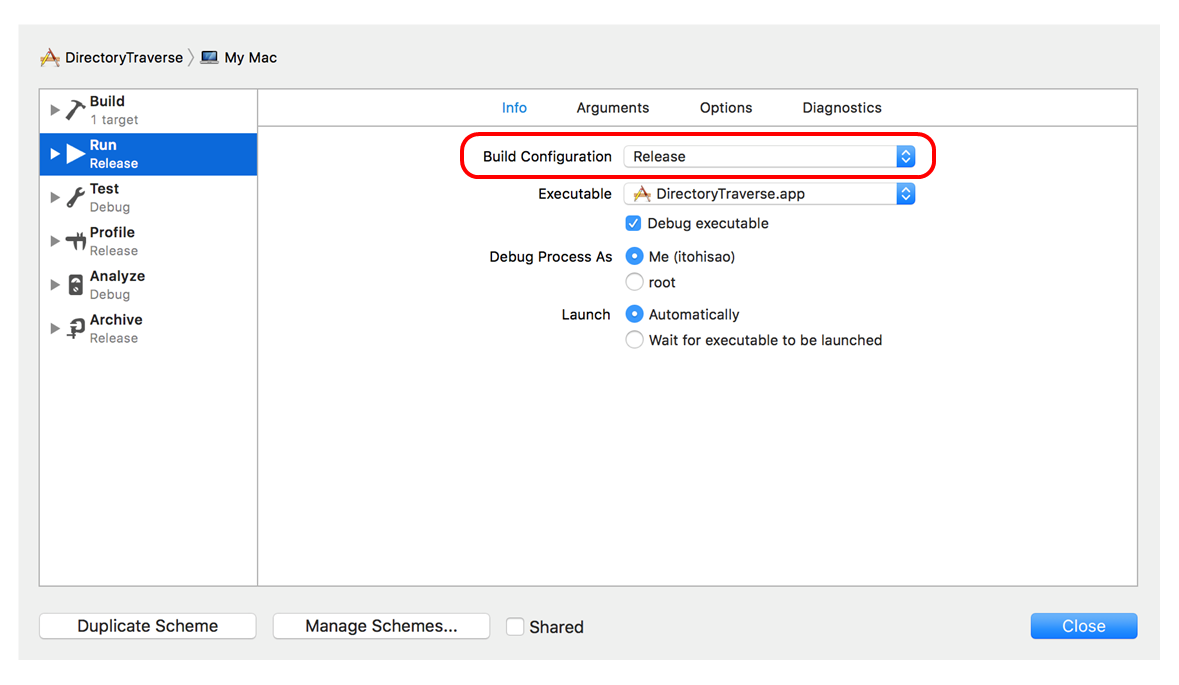 DirectoryTraverse 〉 My Mac
Build
1 target
Run
Release
Test
Debug
Profile
Release
Analyze
Debug
Archive
Release
Info Arguments Options Diagnostics
Build Configuration Release
Executable DirectoryTraverse.app
Debug executable
Debug Process As Me (itohisao)
root
Launch Automatically
Wait for executable to be launched
Duplicate Scheme Manage Schemes... Shared Close